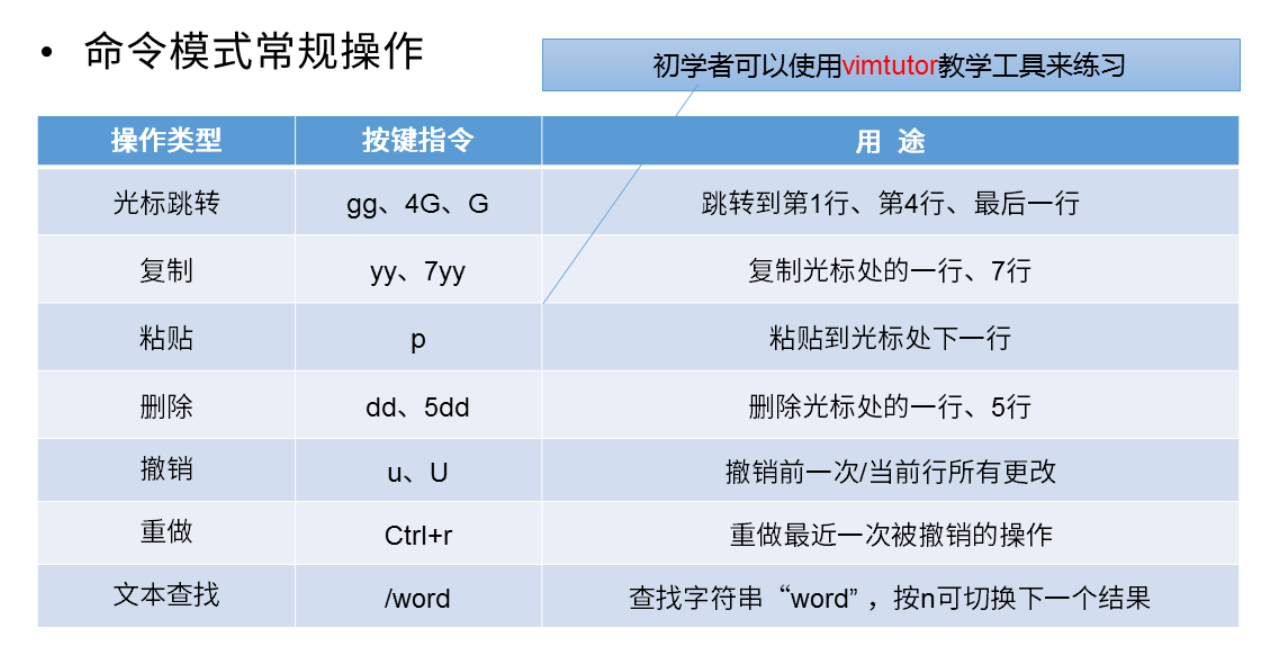 • 命令模式常规操作
初学者可以使用vimtutor教学工具来练习
操作类型 按键指令 用 途
光标跳转 gg、4G、G 跳转到第1行、第4行、最后一行
复制 yy、7yy 复制光标处的一行、7行
粘贴 p 粘贴到光标处下一行
删除 dd、5dd 删除光标处的一行、5行
撤销 u、U 撤销前一次/当前行所有更改
重做 Ctrl+r 重做最近一次被撤销的操作
文本查找 /word 查找字符串“word”，按n可切换下一个结果